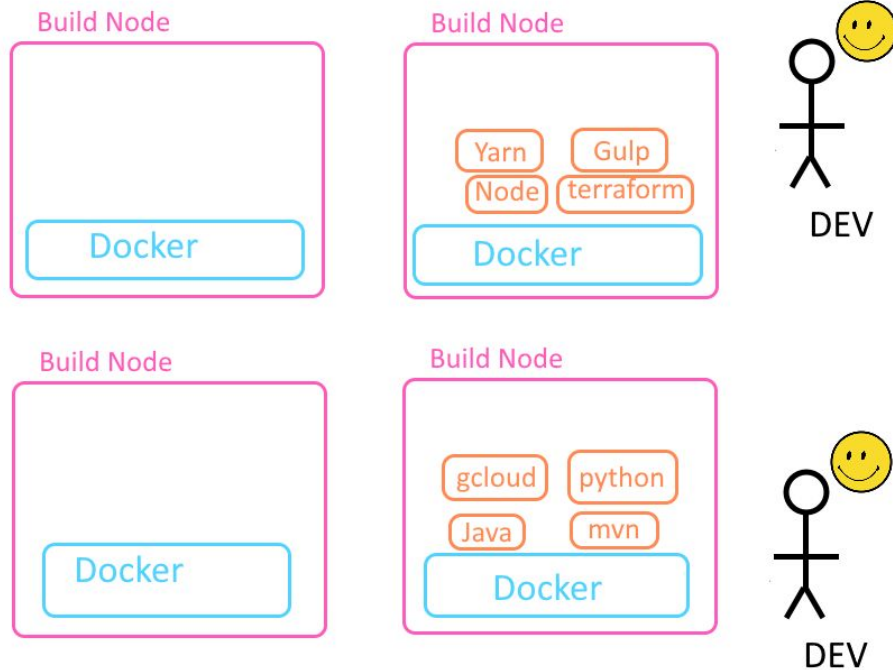 Build Node
Build Node
Yarn
Gulp
Node
terraform
Docker
Docker
DEV
Build Node
Build Node
gcloud
python
Java
mvn
Docker
Docker
DEV